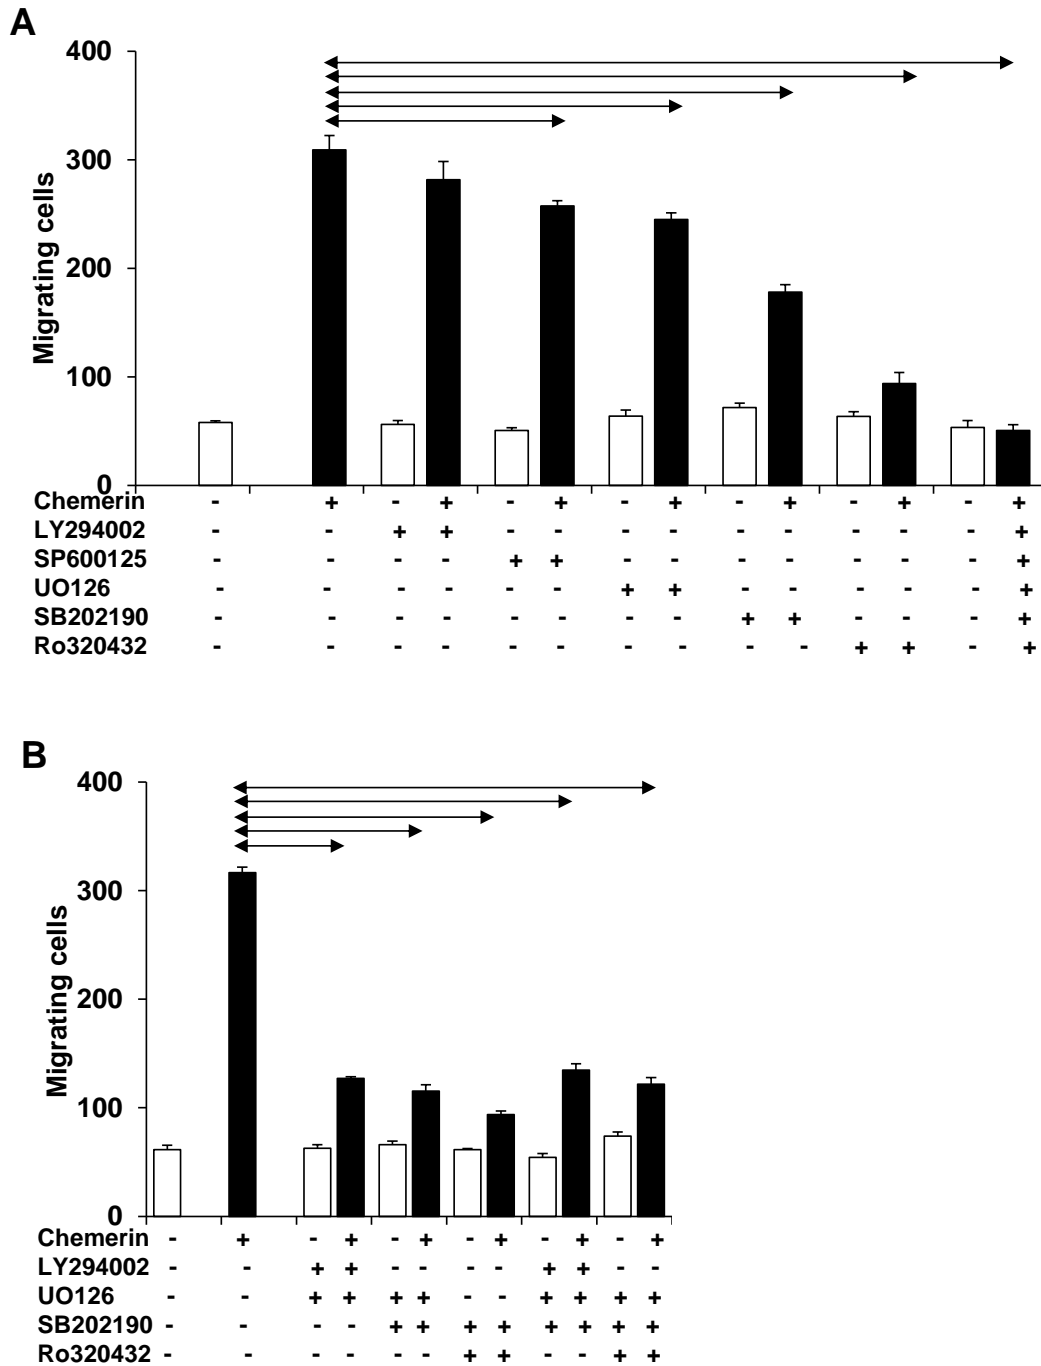 A
400
300
200
100
0
Migrating cells
Chemerin - + - + - + - + - + - + - +
LY294002 - - + + - - - - - - - - - +
SP600125 - - - - + + - - - - - - - +
UO126 - - - - - - + + - - - - - +
SB202190 - - - - - - - - + + - - - +
Ro320432 - - - - - - - - - - + + - +
B
400
300
200
100
0
Migrating cells
Chemerin - + - + - + - + - + - +
LY294002 - - + + - - - - + + - -
UO126 - - + + + + - - + + + +
SB202190 - - - - + + + + + + + +
Ro320432 - - - - - - + + - - + +